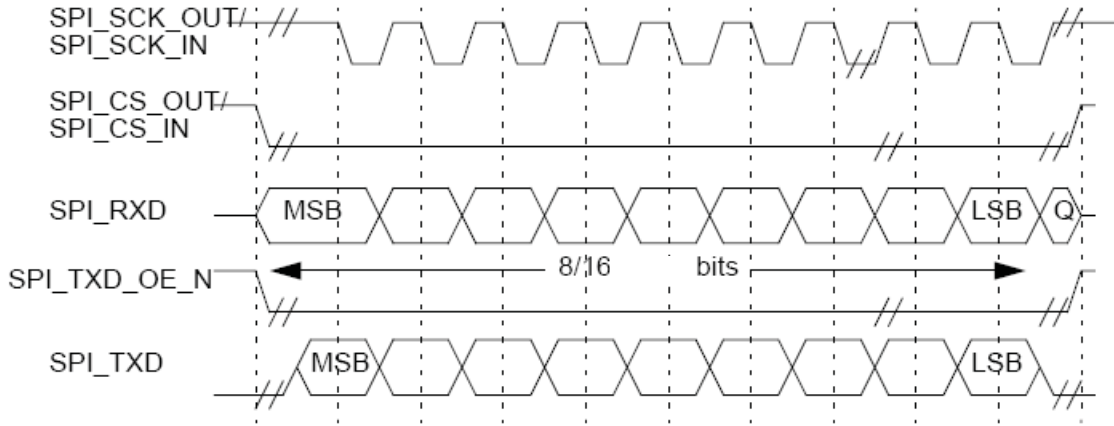 SPI_SCK_OUT/
SPI_SCK_IN
SPI_CS_OUT/
SPI_CS_IN
SPI_RXD MSB LSB Q
8/16 bits
SPI_TXD_OE_N
SPI_TXD MSB LSB